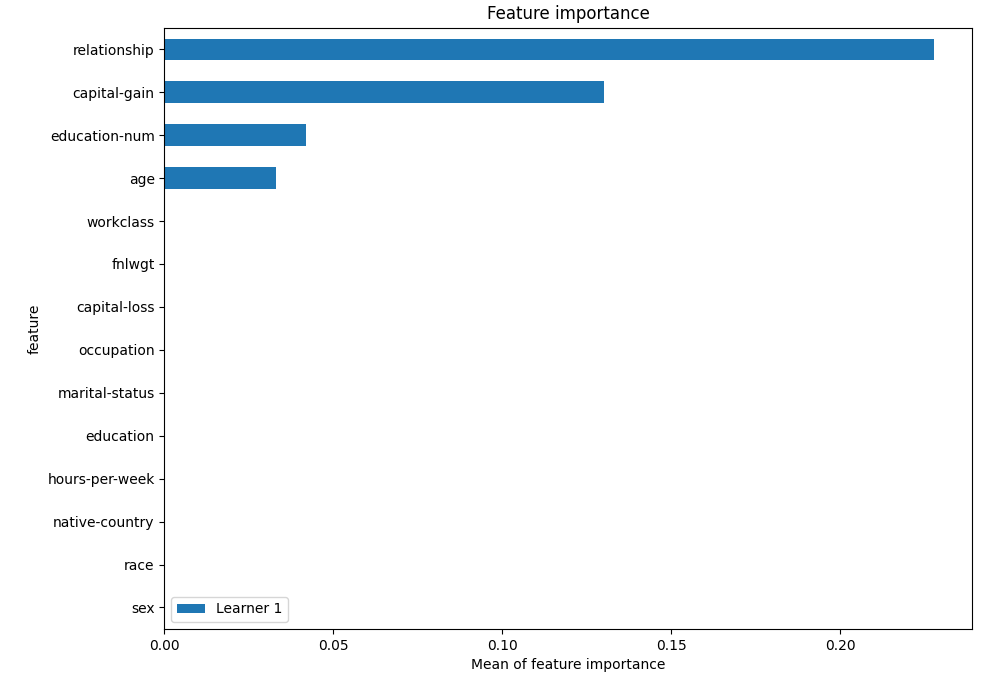 Feature importance
relationship
capital-gain
education-num
age
workclass
fnlwgt
capital-loss
occupation
marital-status
education
hours-per-week
native-country
race
sex
feature
Learner 1
0.00 0.05 0.10 0.15 0.20
Mean of feature importance